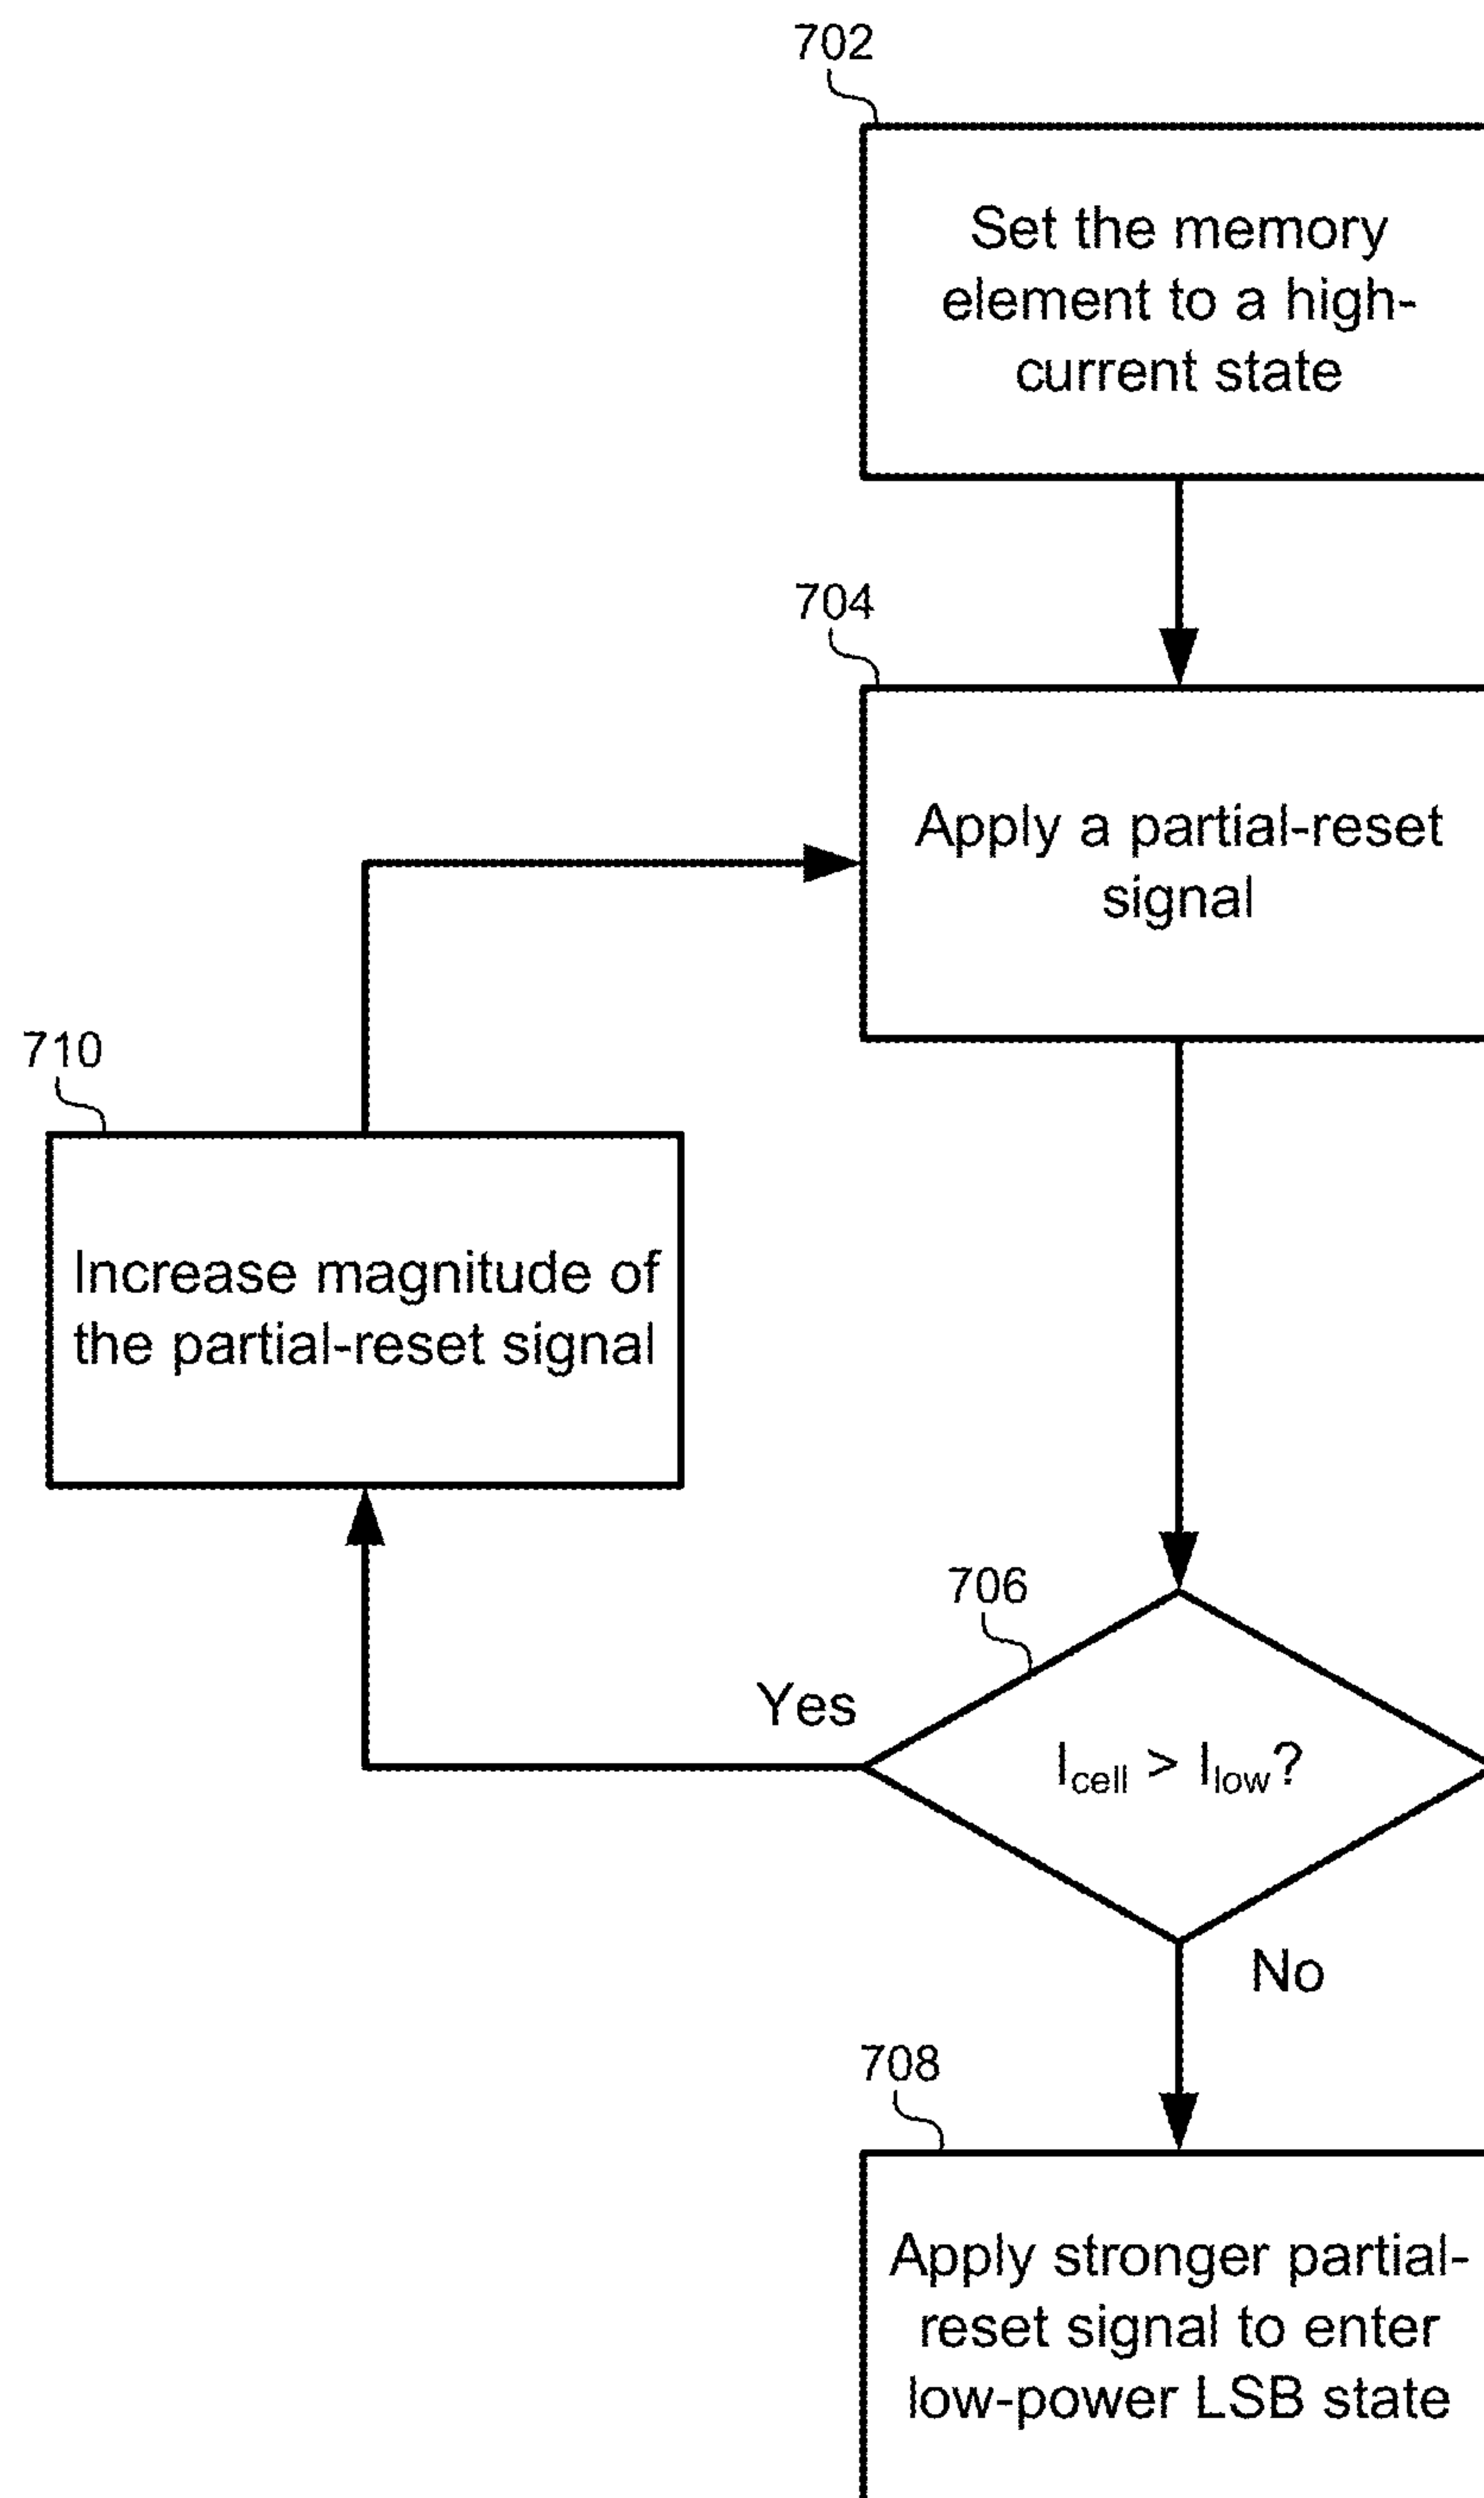 702
Set the memory
element to a high-
current state
704
Apply a partial-reset
signal
710
Increase magnitude of
the partial-reset signal
706
Yes
Icell > Ilow?
No
708
Apply stronger partial-
reset signal to enter
low-power LSB state